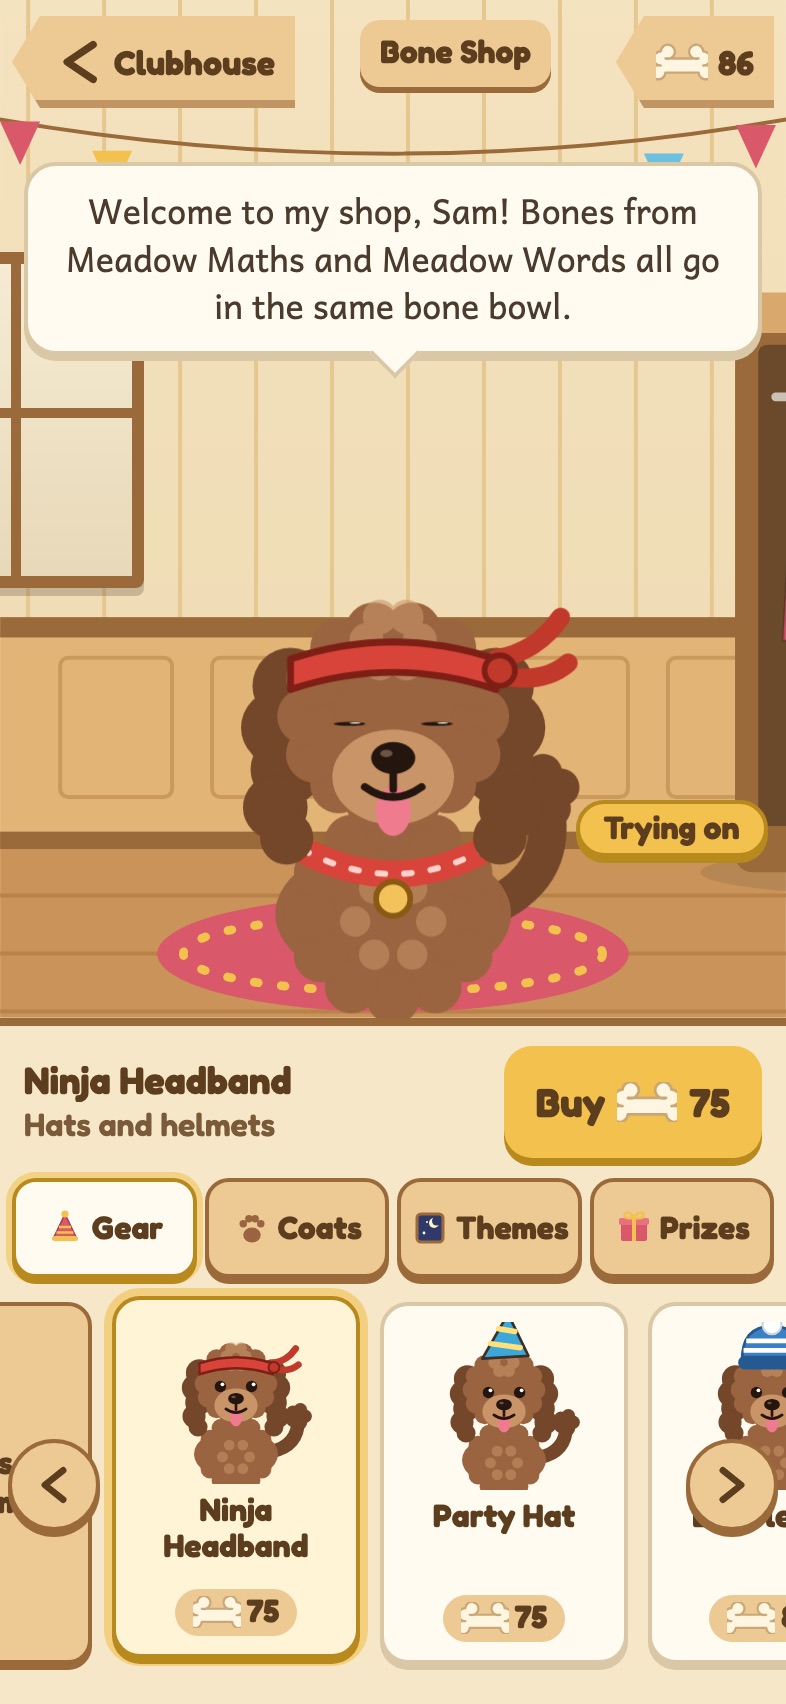 Clubhouse
Bone Shop
86
Welcome to my shop, Sam! Bones from
Meadow Maths and Meadow Words all go
in the same bone bowl.
Trying on
Ninja Headband
Hats and helmets
Buy 75
Gear
Coats
Themes
Prizes
Ninja
Headband
75
Party Hat
75